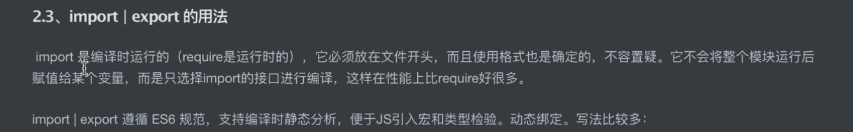 2.3、import | export 的用法
import 是编译时运行的（require是运行时的），它必须放在文件开头，而且使用格式也是确定的，不容置疑。它不会将整个模块运行后
赋值给某个变量，而是只选择import的接口进行编译，这样在性能上比require好很多。
import | export 遵循 ES6 规范，支持编译时静态分析，便于JS引入宏和类型检验。动态绑定。写法比较多：